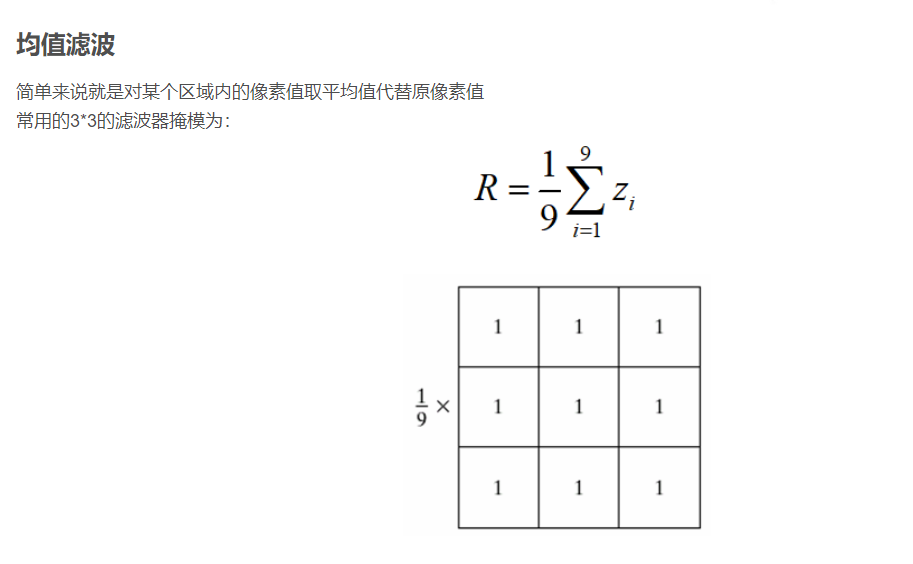 均值滤波
简单来说就是对某个区域内的像素值取平均值代替原像素值
常用的3*3的滤波器掩模为：
R = \frac{1}{9} \sum_{i=1}^{9} z_i
1 1 1
\frac{1}{9} × 1 1 1
1 1 1